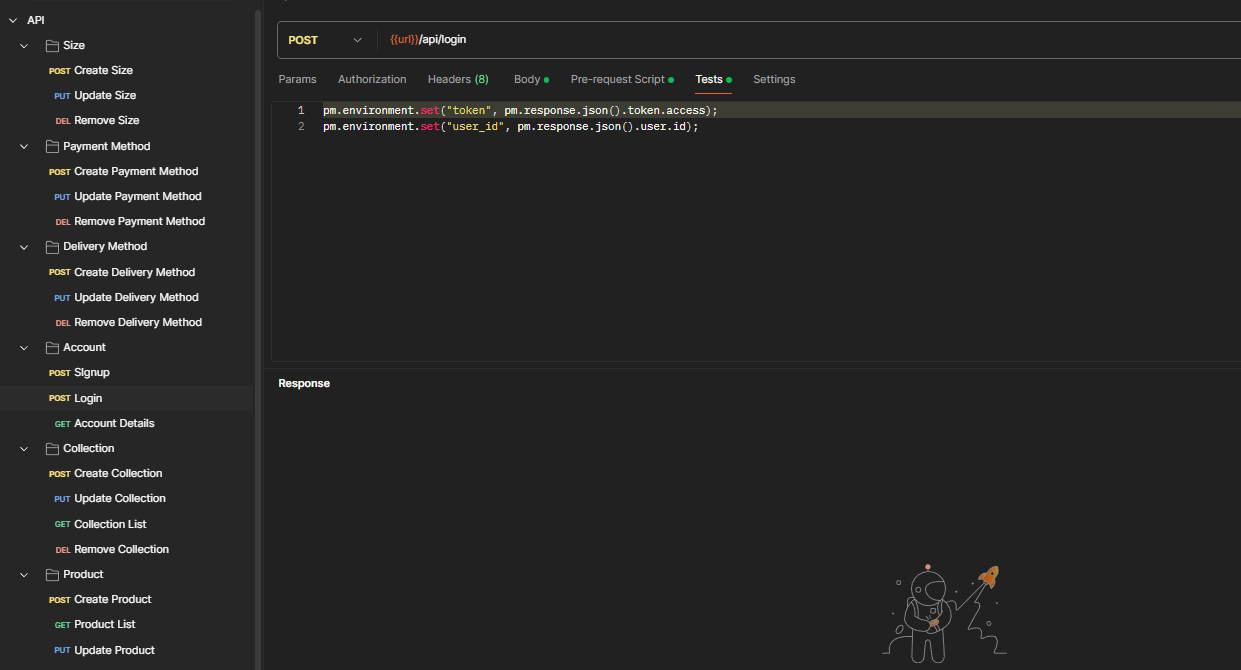 API
Size
POST Create Size
PUT Update Size
DEL Remove Size
Payment Method
POST Create Payment Method
PUT Update Payment Method
DEL Remove Payment Method
Delivery Method
POST Create Delivery Method
PUT Update Delivery Method
DEL Remove Delivery Method
Account
POST SIgnup
POST Login
GET Account Details
Collection
POST Create Collection
PUT Update Collection
GET Collection List
DEL Remove Collection
Product
POST Create Product
GET Product List
PUT Update Product
POST {{url}}/api/login
Params Authorization Headers (8) Body Pre-request Script Tests Settings
1 pm.environment.set("token", pm.response.json().token.access);
2 pm.environment.set("user_id", pm.response.json().user.id);
Response